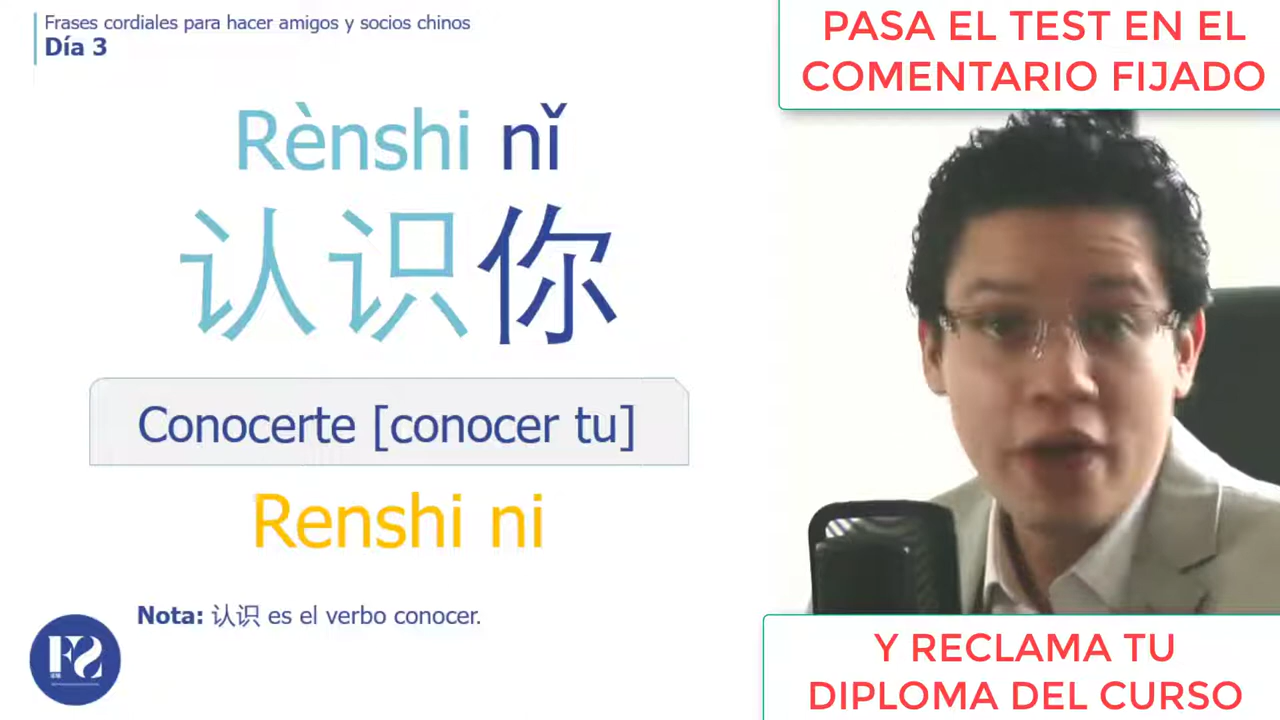 Frases cordiales para hacer amigos y socios chinos
Día 3
Rènshi nǐ
认识你
Conocerte [conocer tu]
Renshi ni
Nota: 认识 es el verbo conocer.
PASA EL TEST EN EL
COMENTARIO FIJADO
Y RECLAMA TU
DIPLOMA DEL CURSO